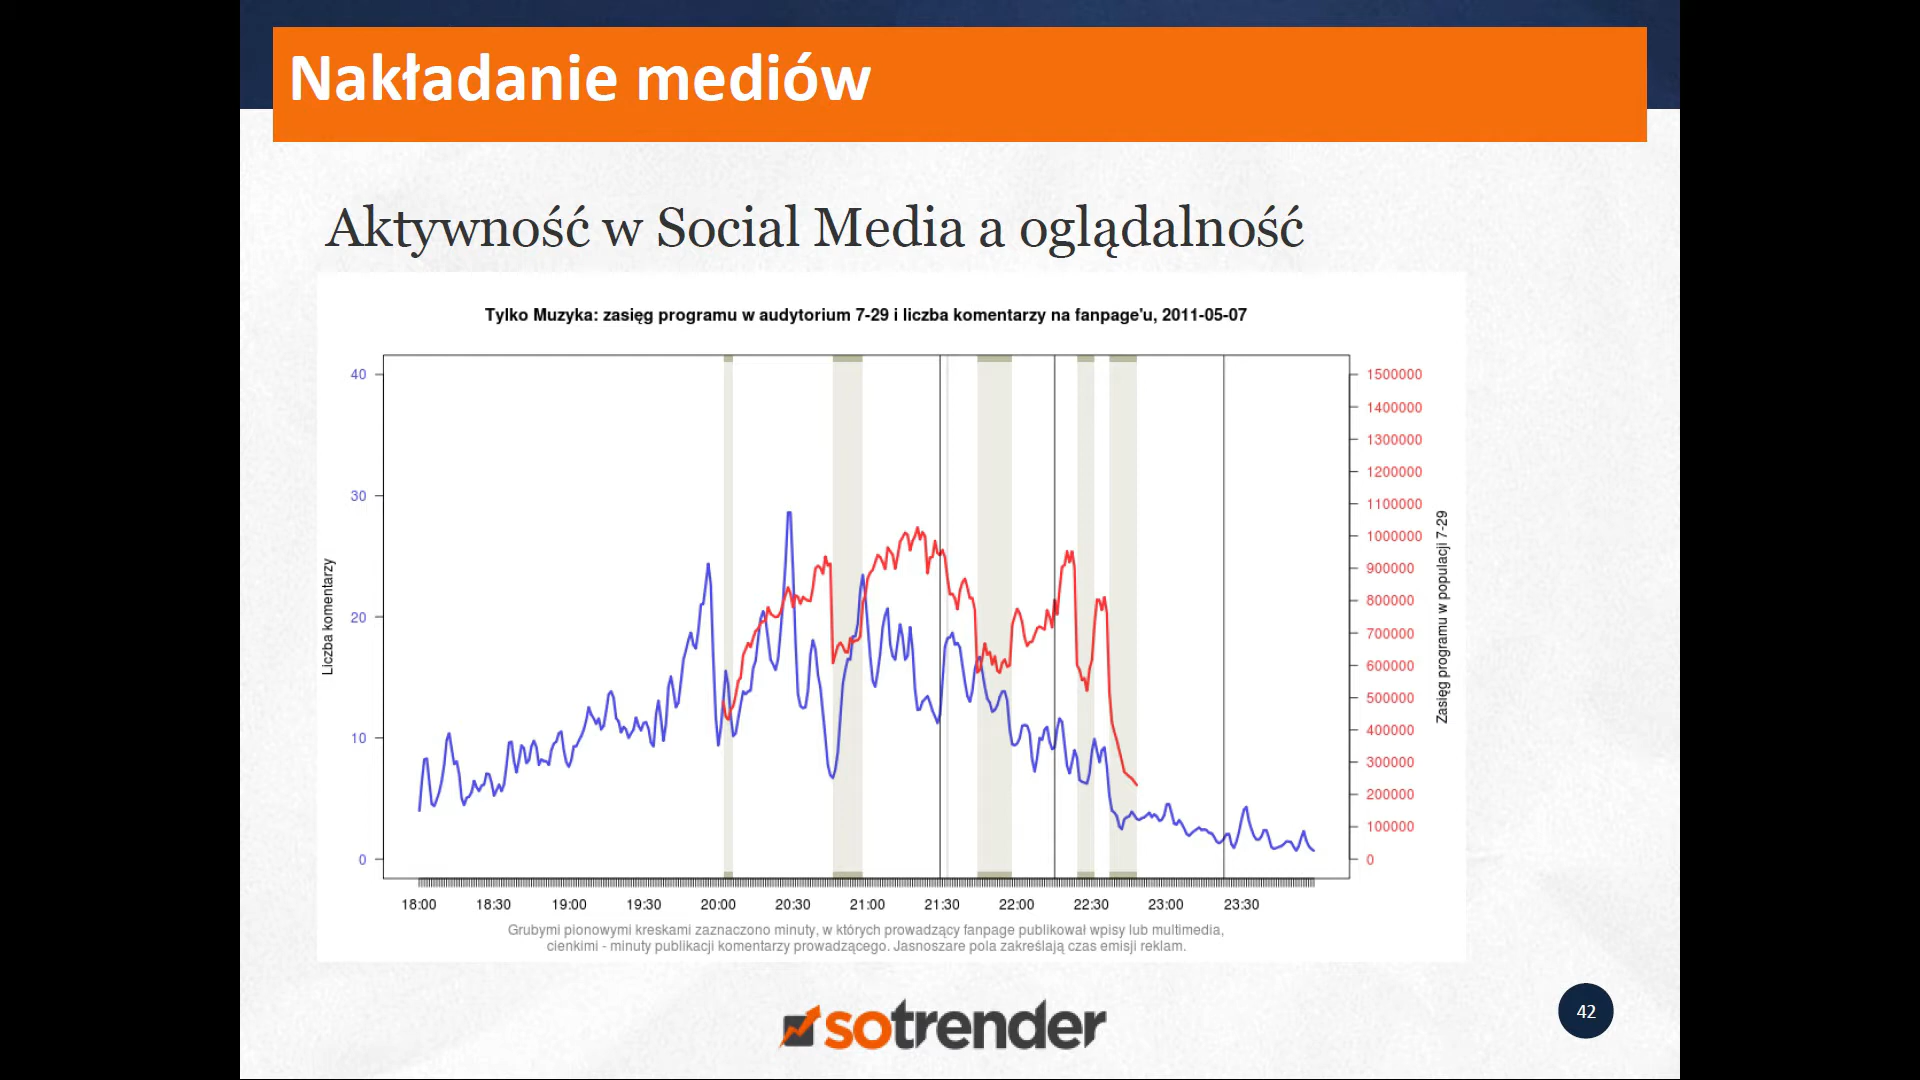 Nakładanie mediów
Aktywność w Social Media a oglądalność
Tylko Muzyka: zasięg programu w audytorium 7-29 i liczba komentarzy na fanpage'u, 2011-05-07
40
30
20
10
0
Liczba komentarzy
1500000
1400000
1300000
1200000
1100000
1000000
900000
800000
700000
600000
500000
400000
300000
200000
100000
0
Zasięg programu w populacji 7-29
18:00 18:30 19:00 19:30 20:00 20:30 21:00 21:30 22:00 22:30 23:00 23:30
Grubymi pionowymi kreskami zaznaczono minuty, w których prowadzący fanpage publikował wpisy lub multimedia,
cienkimi - minuty publikacji komentarzy prowadzącego. Jasnoszare pola zakreślają czas emisji reklam.
sotrender
42